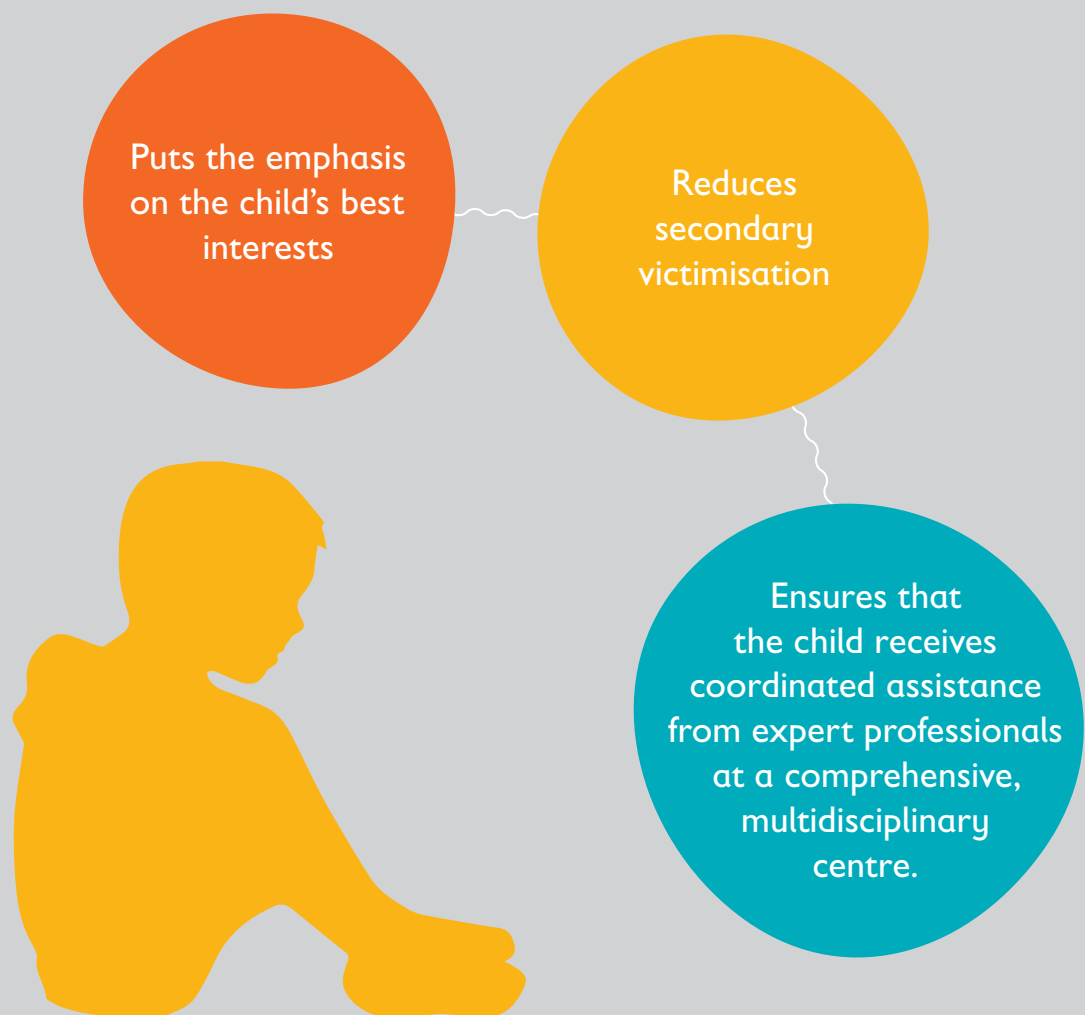 Puts the emphasis
on the child’s best
interests
Reduces
secondary
victimisation
Ensures that
the child receives
coordinated assistance
from expert professionals
at a comprehensive,
multidisciplinary
centre.